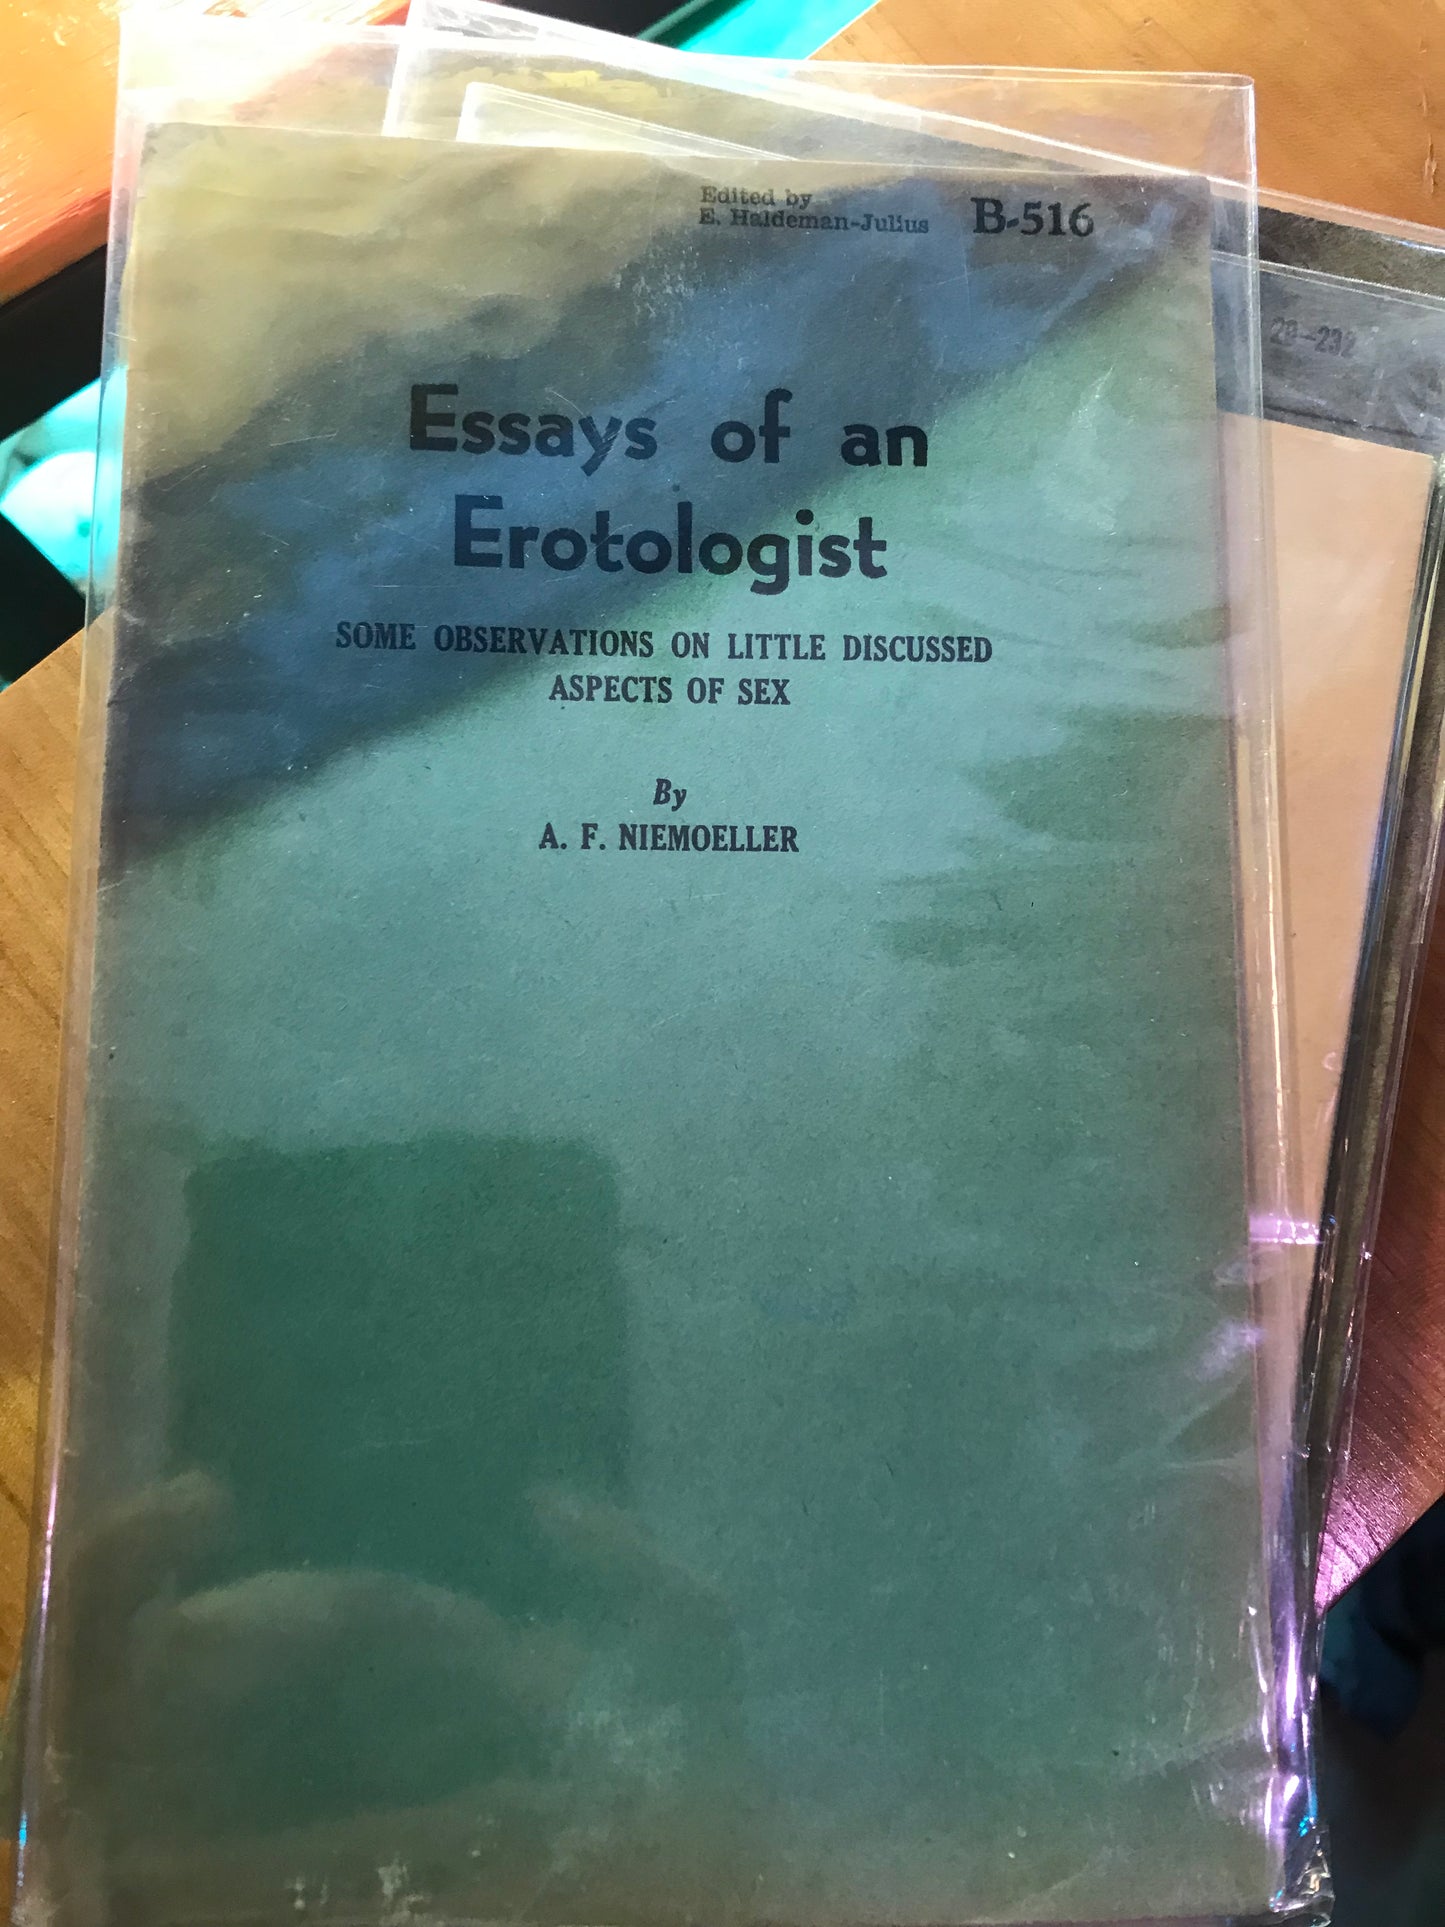 Edited by
E. Haldeman-Julius B-516
Essays of an
Erotologist
SOME OBSERVATIONS ON LITTLE DISCUSSED
ASPECTS OF SEX
By
A. F. NIEMOELLER